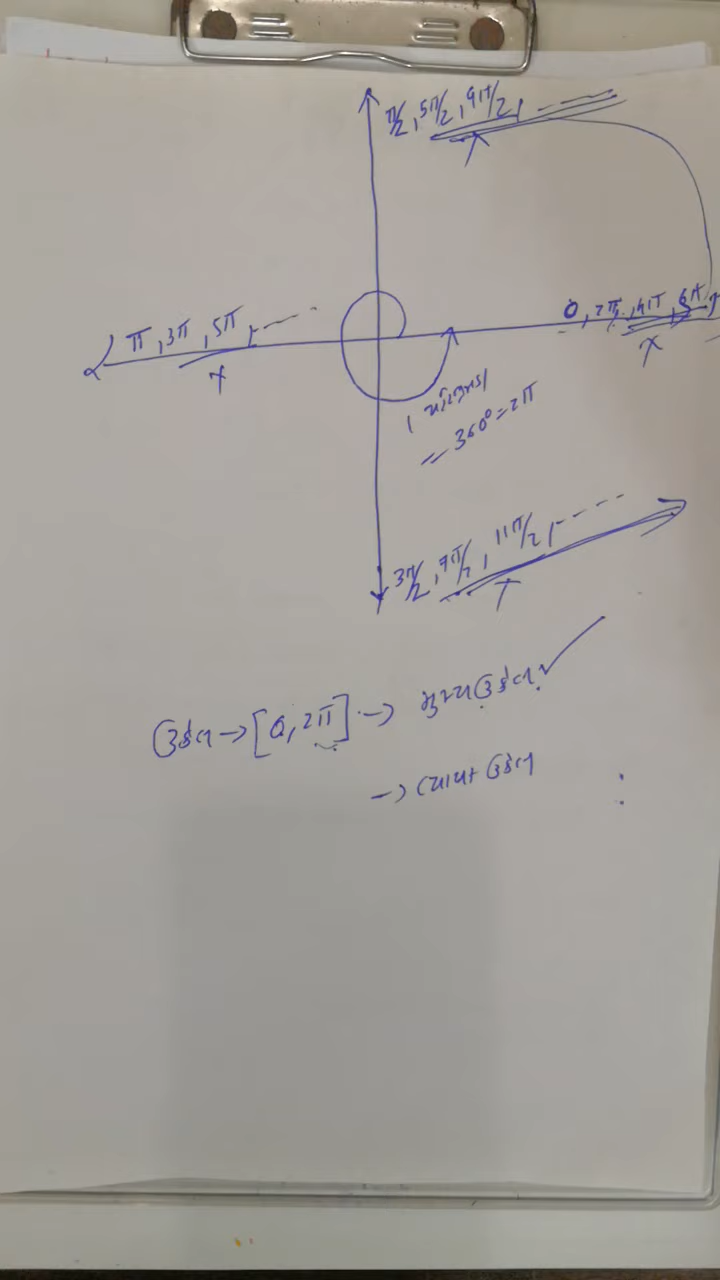 π/2, 5π/2, 9π/2, ---
0, 2π, 4π, 6π,
π, 3π, 5π, ---
1 પરિભ્રમણ
= 360° = 2π
3π/2, 7π/2, 11π/2, ---
ઉકેલ → [0, 2π] → મુખ્ય ઉકેલ ✓
→ વ્યાપક ઉકેલ